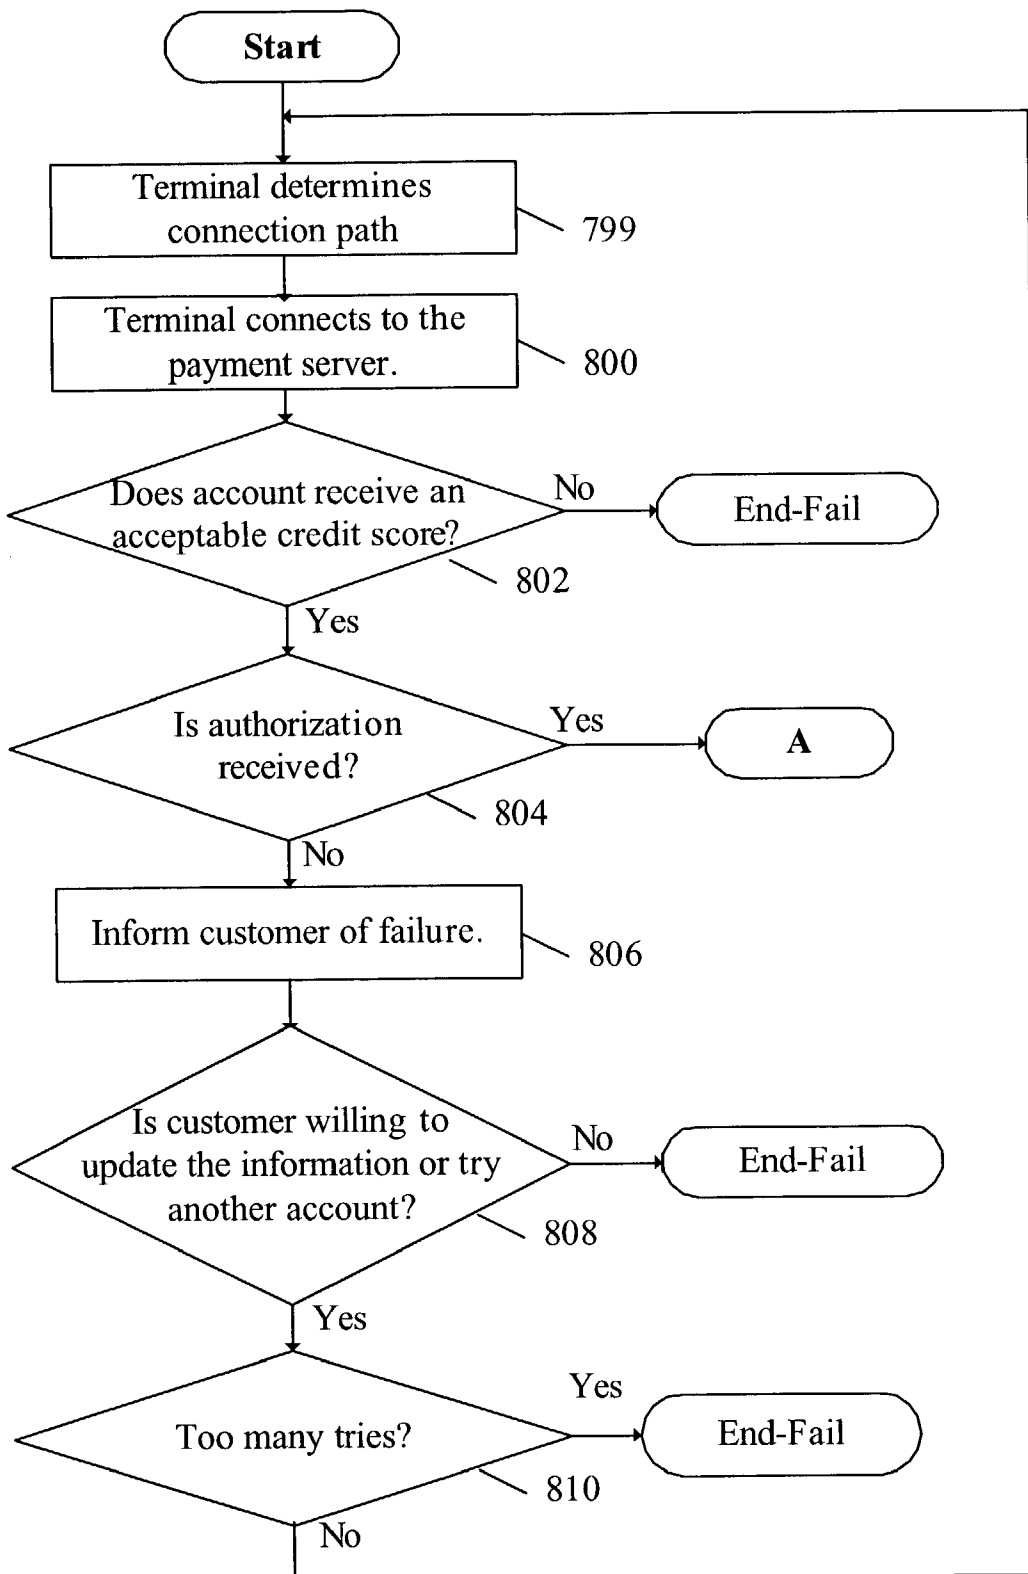 Start
Terminal determines
connection path
799
Terminal connects to the
payment server.
800
Does account receive an
acceptable credit score?
802
No
End-Fail
Yes
Is authorization
received?
804
Yes
A
No
Inform customer of failure.
806
Is customer willing to
update the information or try
another account?
808
No
End-Fail
Yes
Too many tries?
810
Yes
End-Fail
No